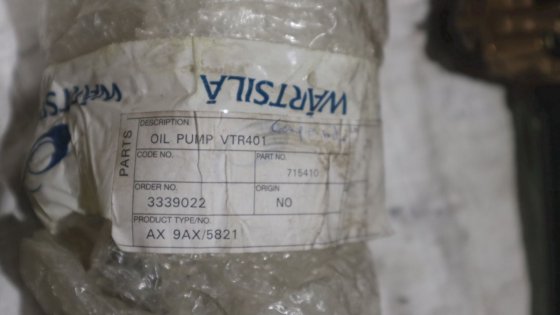 WÄRTSILÄ
DESCRIPTION
OIL PUMP VTR401
PARTS
CODE NO.
PART NO.
715410
ORDER NO.
ORIGIN
3339022
NO
PRODUCT TYPE/NO.
AX 9AX/5821